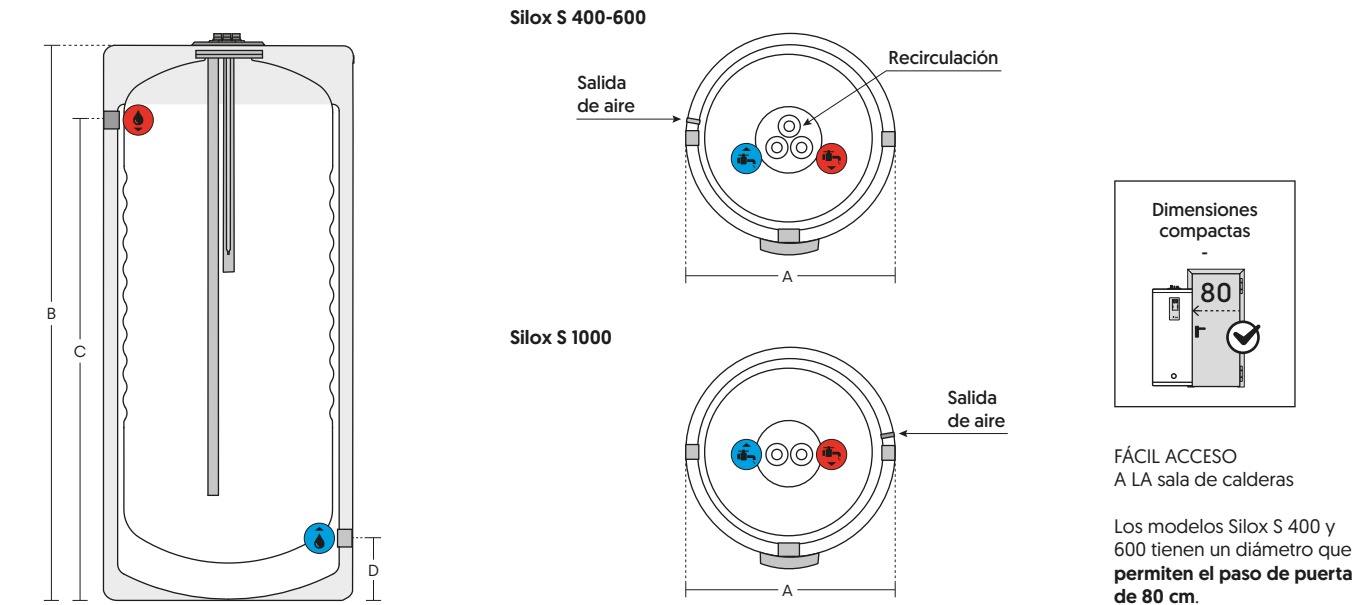 B
C
D
Silox S 400-600
Salida
de aire
Recirculación
A
Silox S 1000
Salida
de aire
A
Dimensiones
compactas
-
80
FÁCIL ACCESO
A LA sala de calderas
Los modelos Silox S 400 y
600 tienen un diámetro que
permiten el paso de puerta
de 80 cm.